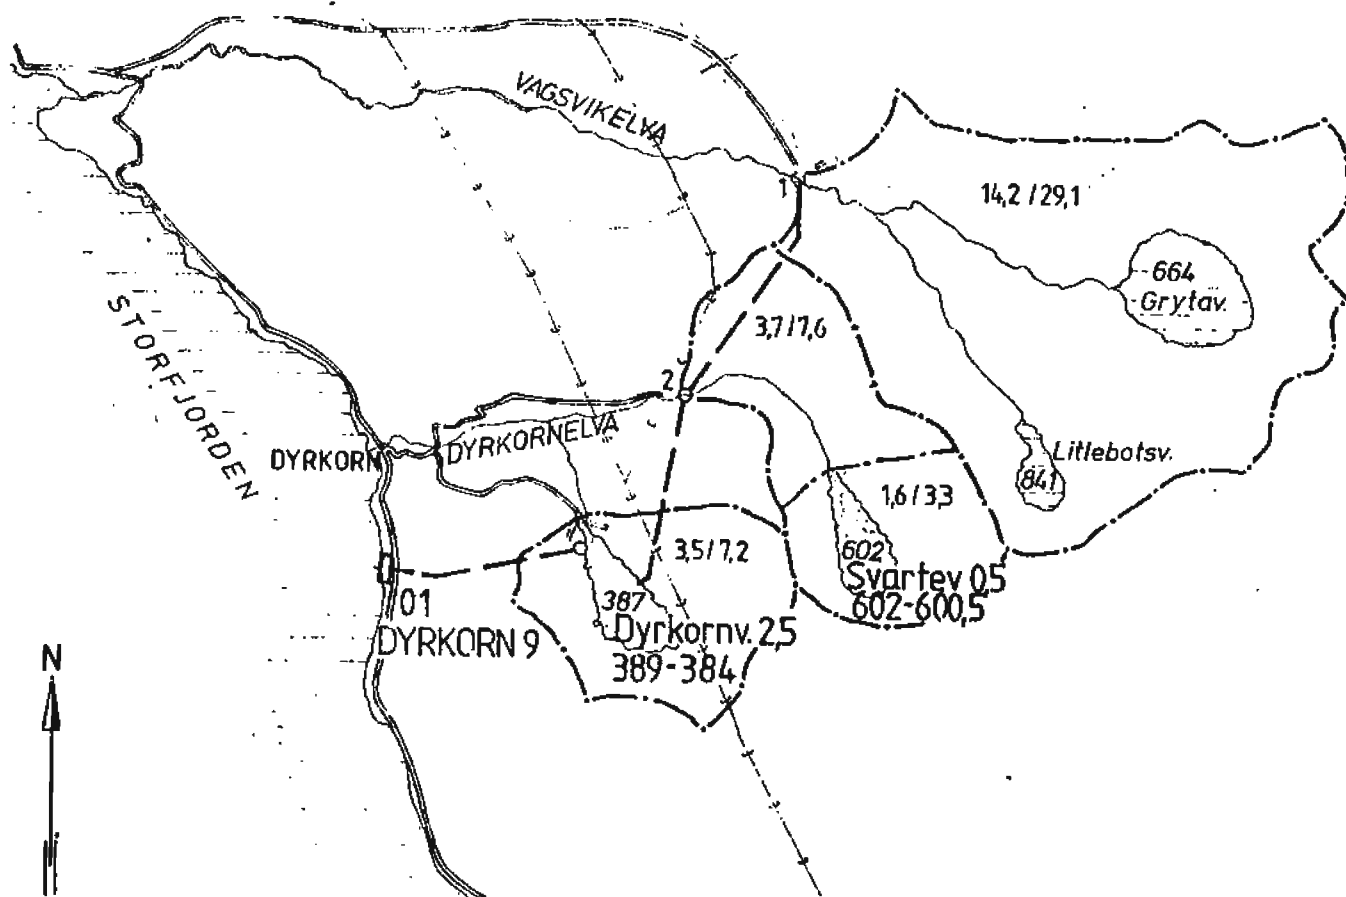 VAGSVIKELVA
1
14,2 / 29,1
664
Grytav.
STORFJORDEN
3,7/7,6
2
DYRKORN
DYRKORNELVA
Litlebotsv.
841
1,6/3,3
3,5/7,2
602
Svartev 0,5
602-600,5
01
DYRKORN 9
387
Dyrkornv. 2,5
389-384
N